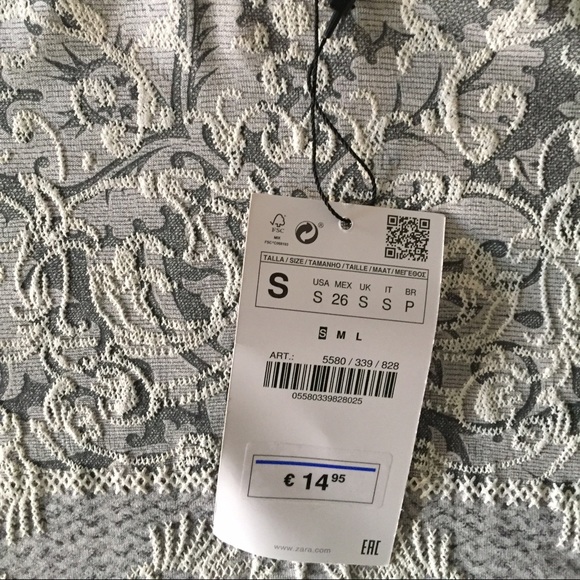 FSC
MIX
®
TALLA / SIZE / TAMANHO / TAILLE / MAAT / ΜΕΓΕΘΟΣ
S
USA MEX UK IT BR
S 26 S S P
S M L
ART.: 5580 / 339 / 828
05580339828025
€ 14 95
www.zara.com
EAC